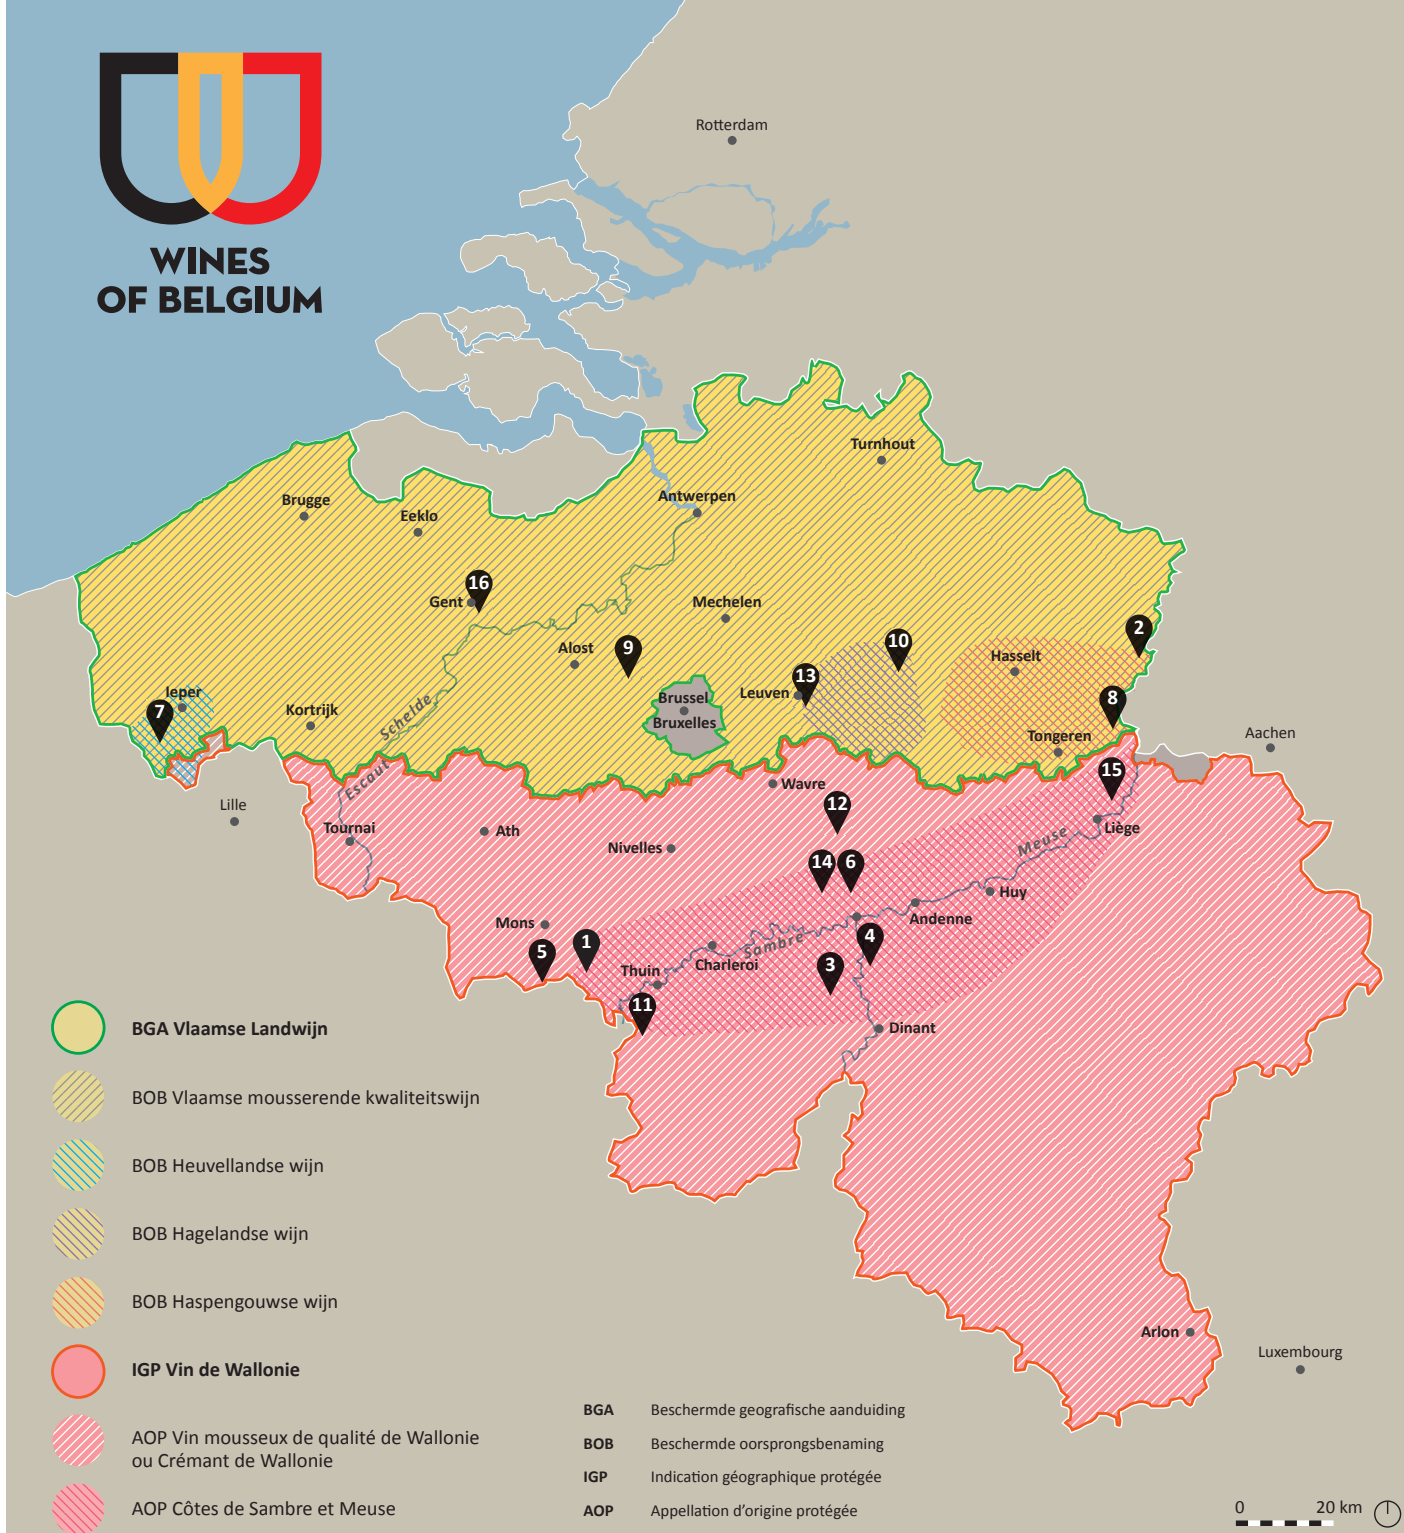 WINES
OF BELGIUM
Rotterdam
Turnhout
Antwerpen
Brugge
Eeklo
16
Gent
Mechelen
9
10
2
Alost
Hasselt
13
Leuven
8
Ieper
7
Kortrijk
Schelde
Brussel
Bruxelles
Tongeren
Aachen
Escaut
Wavre
15
Lille
12
Tournai
Ath
Liège
Nivelles
Meuse
14
6
Huy
Mons
Andenne
5
1
4
Sambre
Thuin
Charleroi
3
11
Dinant
BGA Vlaamse Landwijn
BOB Vlaamse mousserende kwaliteitswijn
BOB Heuvellandse wijn
BOB Hagelandse wijn
BOB Haspengouwse wijn
IGP Vin de Wallonie
AOP Vin mousseux de qualité de Wallonie
ou Crémant de Wallonie
AOP Côtes de Sambre et Meuse
Arlon
Luxembourg
BGA Beschermde geografische aanduiding
BOB Beschermde oorsprongsbenaming
IGP Indication géographique protégée
AOP Appellation d'origine protégée
0 20 km